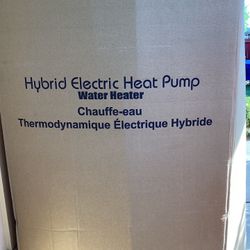 Hybrid Electric Heat Pump
Water Heater
Chauffe-eau
Thermodynamique Électrique Hybride